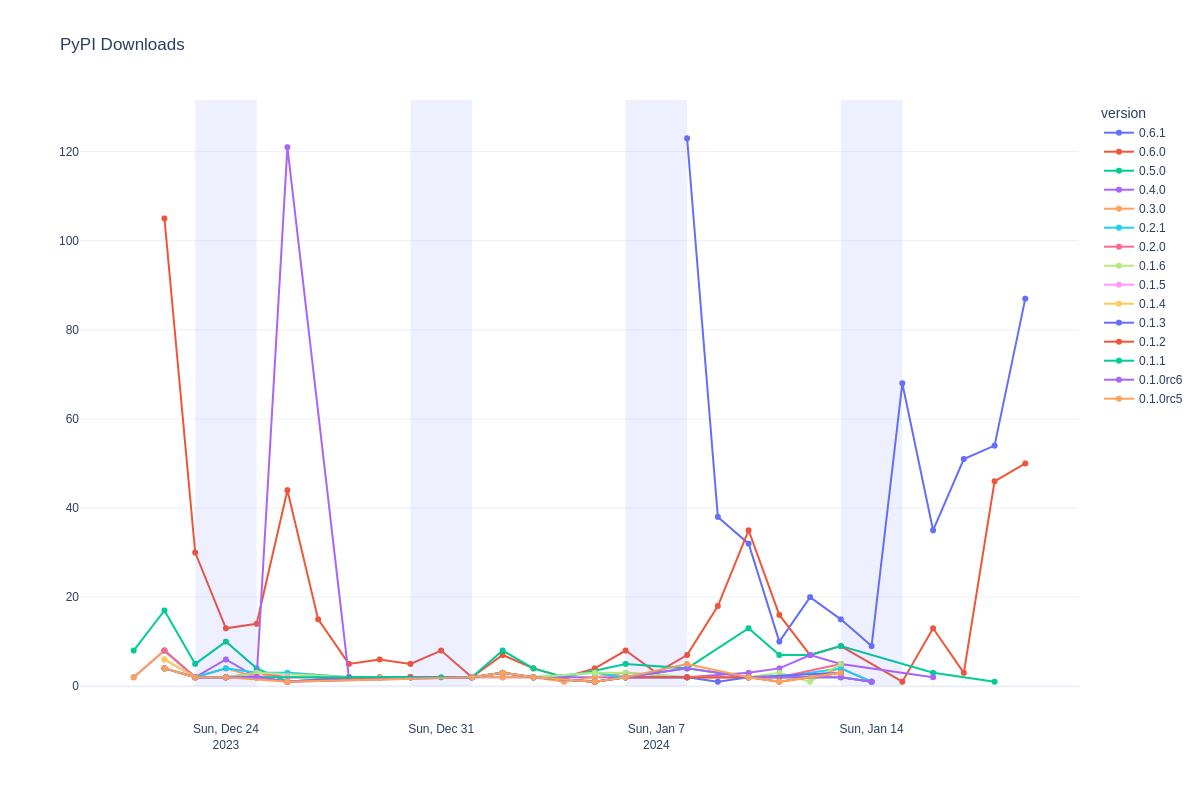 PyPI Downloads
version
0.6.1
0.6.0
0.5.0
0.4.0
0.3.0
0.2.1
0.2.0
0.1.6
0.1.5
0.1.4
0.1.3
0.1.2
0.1.1
0.1.0rc6
0.1.0rc5
120
100
80
60
40
20
0
Sun, Dec 24
2023
Sun, Dec 31
Sun, Jan 7
2024
Sun, Jan 14